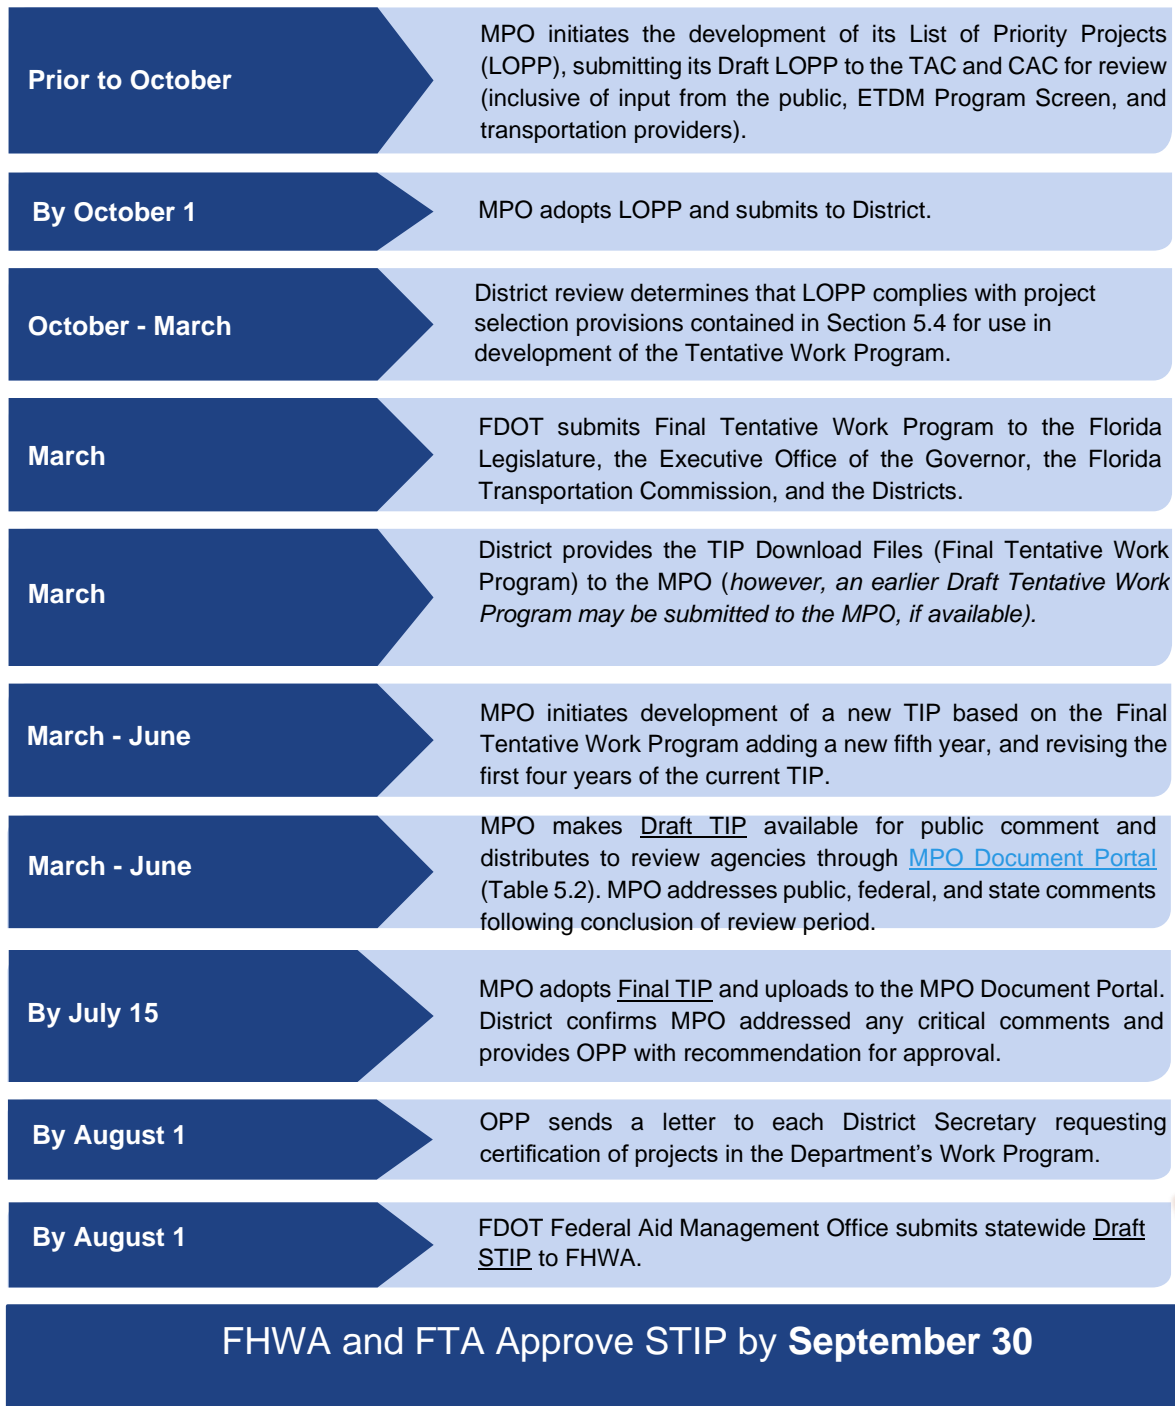 Prior to October
MPO initiates the development of its List of Priority Projects
(LOPP), submitting its Draft LOPP to the TAC and CAC for review
(inclusive of input from the public, ETDM Program Screen, and
transportation providers).
By October 1
MPO adopts LOPP and submits to District.
October - March
District review determines that LOPP complies with project
selection provisions contained in Section 5.4 for use in
development of the Tentative Work Program.
March
FDOT submits Final Tentative Work Program to the Florida
Legislature, the Executive Office of the Governor, the Florida
Transportation Commission, and the Districts.
March
District provides the TIP Download Files (Final Tentative Work
Program) to the MPO (however, an earlier Draft Tentative Work
Program may be submitted to the MPO, if available).
March - June
MPO initiates development of a new TIP based on the Final
Tentative Work Program adding a new fifth year, and revising the
first four years of the current TIP.
March - June
MPO makes Draft TIP available for public comment and
distributes to review agencies through MPO Document Portal
(Table 5.2). MPO addresses public, federal, and state comments
following conclusion of review period.
By July 15
MPO adopts Final TIP and uploads to the MPO Document Portal.
District confirms MPO addressed any critical comments and
provides OPP with recommendation for approval.
By August 1
OPP sends a letter to each District Secretary requesting
certification of projects in the Department’s Work Program.
By August 1
FDOT Federal Aid Management Office submits statewide Draft
STIP to FHWA.
FHWA and FTA Approve STIP by September 30